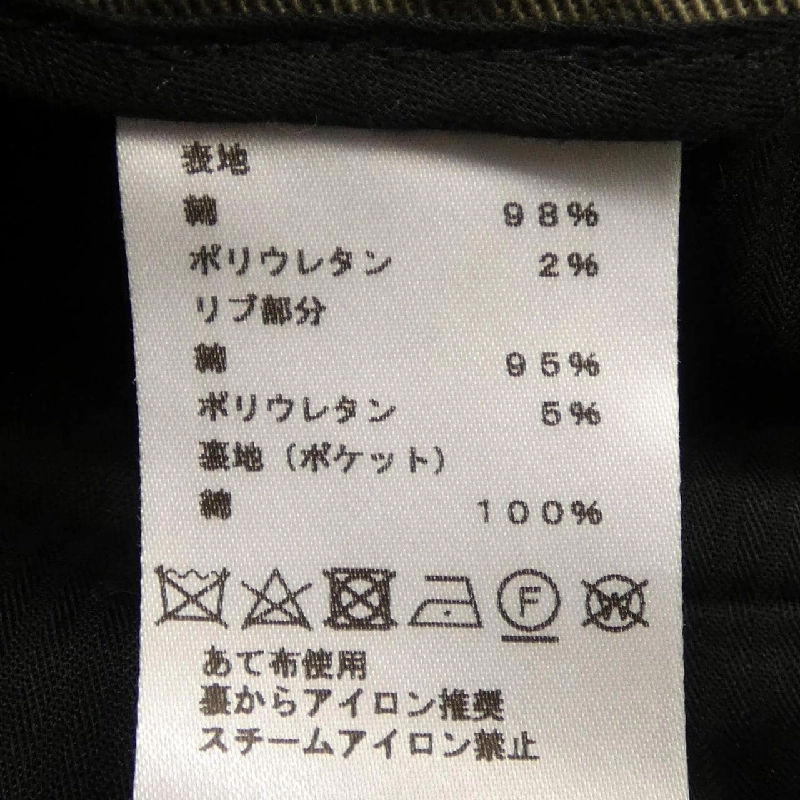 表地
綿 98%
ポリウレタン 2%
リブ部分
綿 95%
ポリウレタン 5%
裏地（ポケット）
綿 100%
F W
あて布使用
裏からアイロン推奨
スチームアイロン禁止